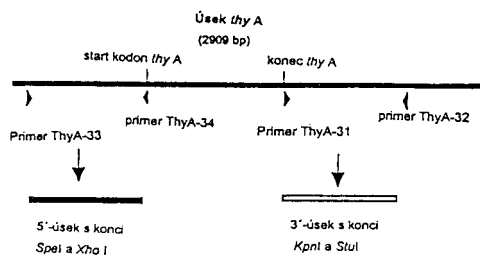 Úsek thy A
(2909 bp)
start kodon thy A
konec thy A
Primer ThyA-33
primer ThyA-34
Primer ThyA-31
primer ThyA-32
5´-úsek s konci
SpeI a Xho I
3´-úsek s konci
KpnI a StuI